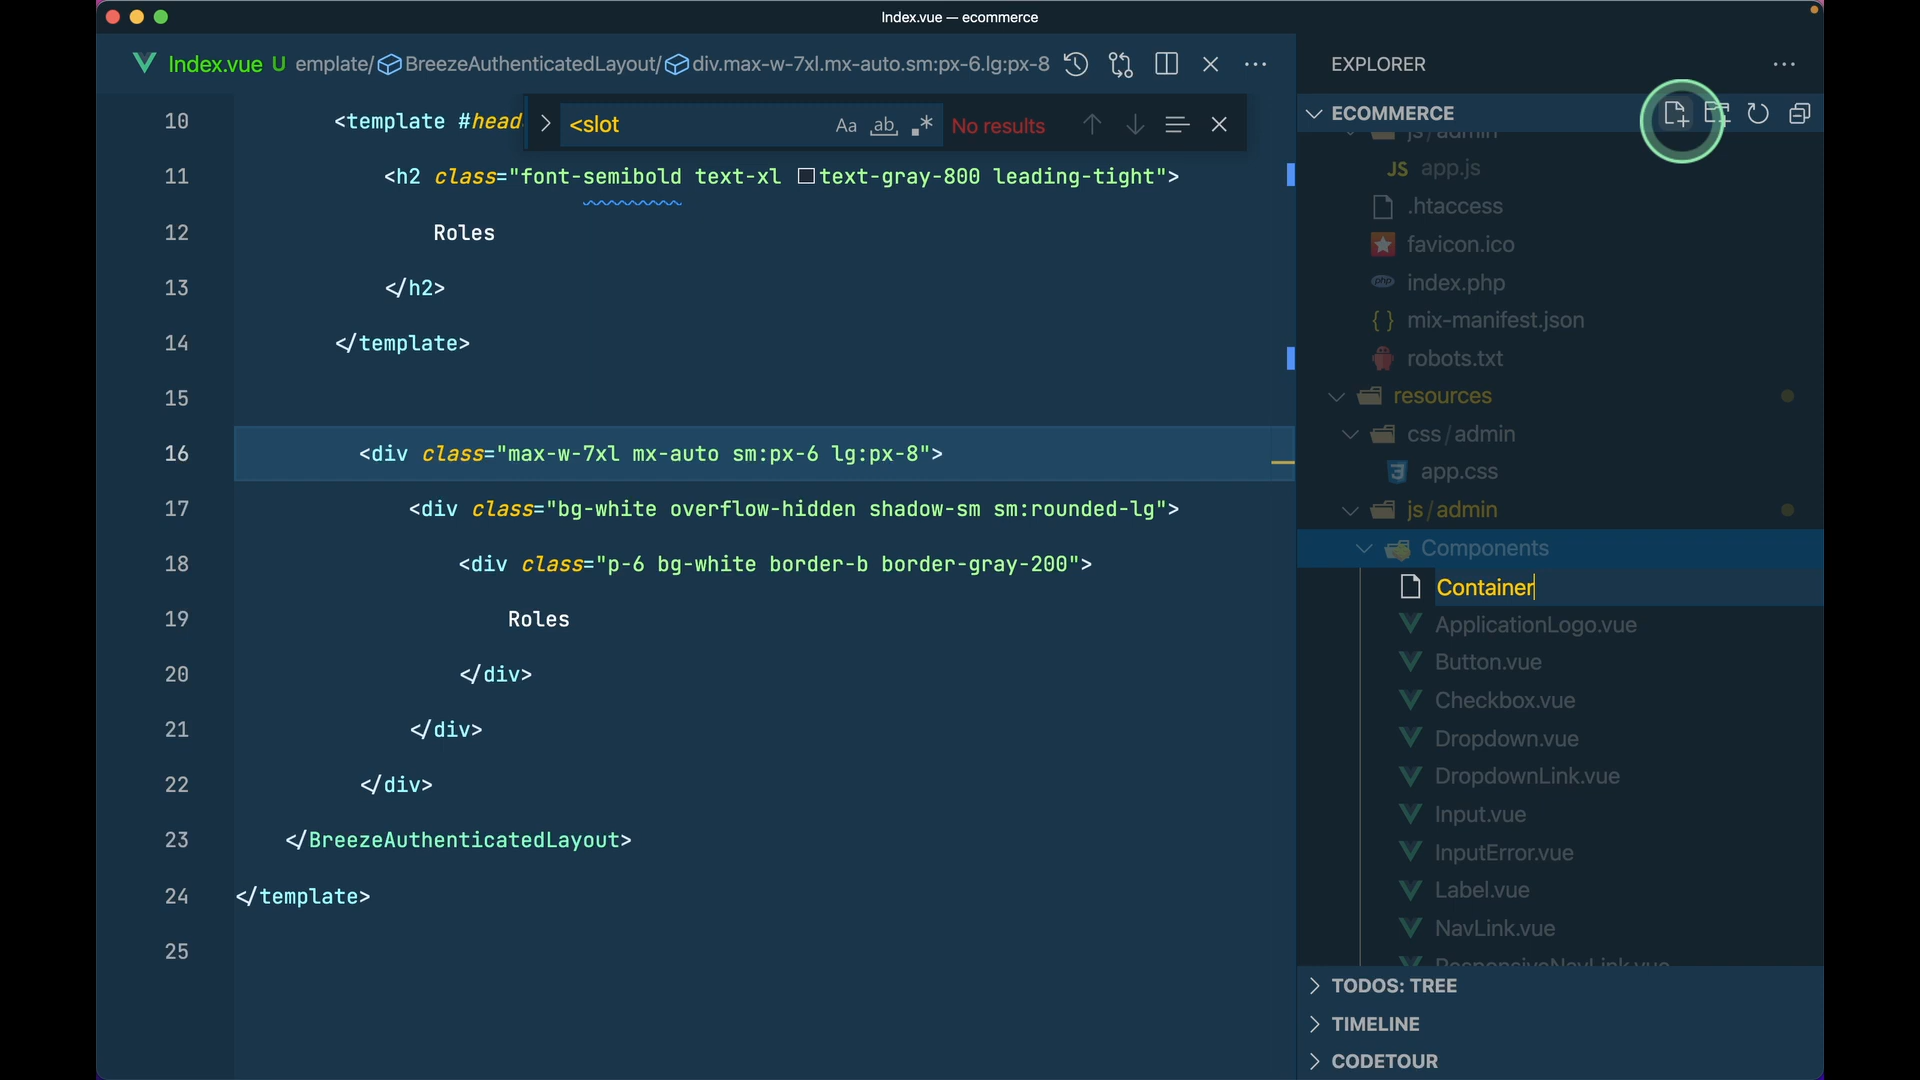 Index.vue — ecommerce
Index.vue U emplate/ BreezeAuthenticatedLayout/ div.max-w-7xl.mx-auto.sm:px-6.lg:px-8
<slot Aa ab .* No results
10 <template #head
11 <h2 class="font-semibold text-xl text-gray-800 leading-tight">
12 Roles
13 </h2>
14 </template>
15
16 <div class="max-w-7xl mx-auto sm:px-6 lg:px-8">
17 <div class="bg-white overflow-hidden shadow-sm sm:rounded-lg">
18 <div class="p-6 bg-white border-b border-gray-200">
19 Roles
20 </div>
21 </div>
22 </div>
23 </BreezeAuthenticatedLayout>
24 </template>
25
EXPLORER
ECOMMERCE
js/admin
JS app.js
.htaccess
favicon.ico
php index.php
{ } mix-manifest.json
robots.txt
resources
css/admin
app.css
js/admin
Components
Container
ApplicationLogo.vue
Button.vue
Checkbox.vue
Dropdown.vue
DropdownLink.vue
Input.vue
InputError.vue
Label.vue
NavLink.vue
ResponsiveNavLink.vue
TODOS: TREE
TIMELINE
CODETOUR